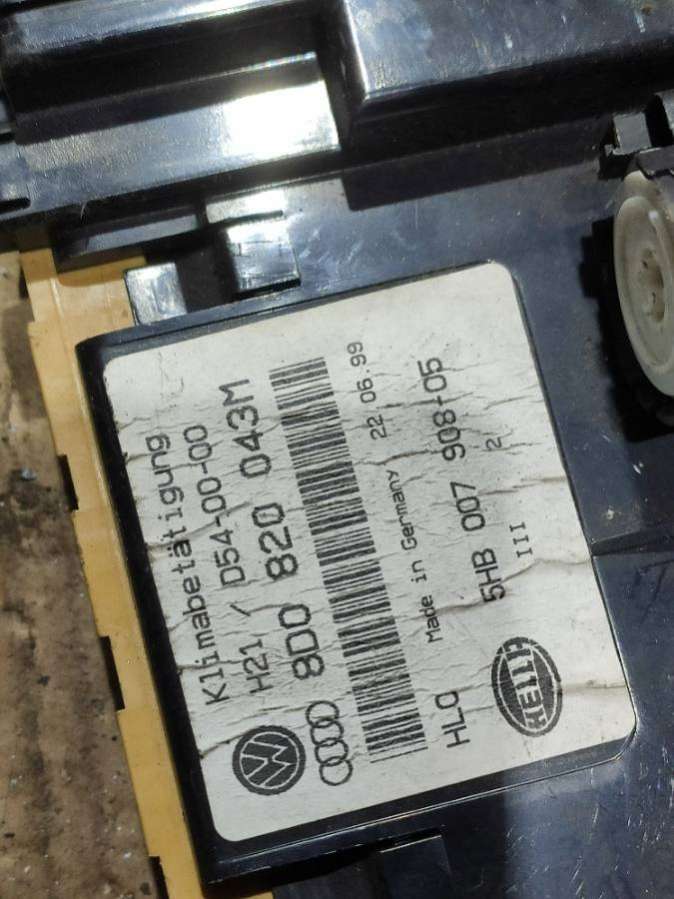 Klimabetätigung
H21 / D54-00-00
8D0 820 043M
HLO Made in Germany 22 06.99
5HB 007 908-05
III 2
HELLA